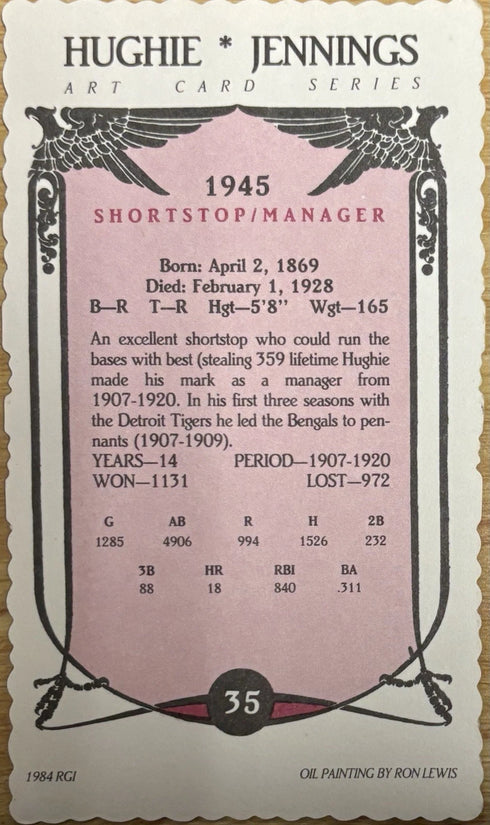 HUGHIE * JENNINGS
ART CARD SERIES
1945
SHORTSTOP/MANAGER
Born: April 2, 1869
Died: February 1, 1928
B—R T—R Hgt—5'8’’ Wgt—165
An excellent shortstop who could run the
bases with best (stealing 359 lifetime Hughie
made his mark as a manager from
1907-1920. In his first three seasons with
the Detroit Tigers he led the Bengals to pen-
nants (1907-1909).
YEARS—14 PERIOD—1907-1920
WON—1131 LOST—972
G AB R H 2B
1285 4906 994 1526 232
3B HR RBI BA
88 18 840 .311
35
1984 RGI OIL PAINTING BY RON LEWIS